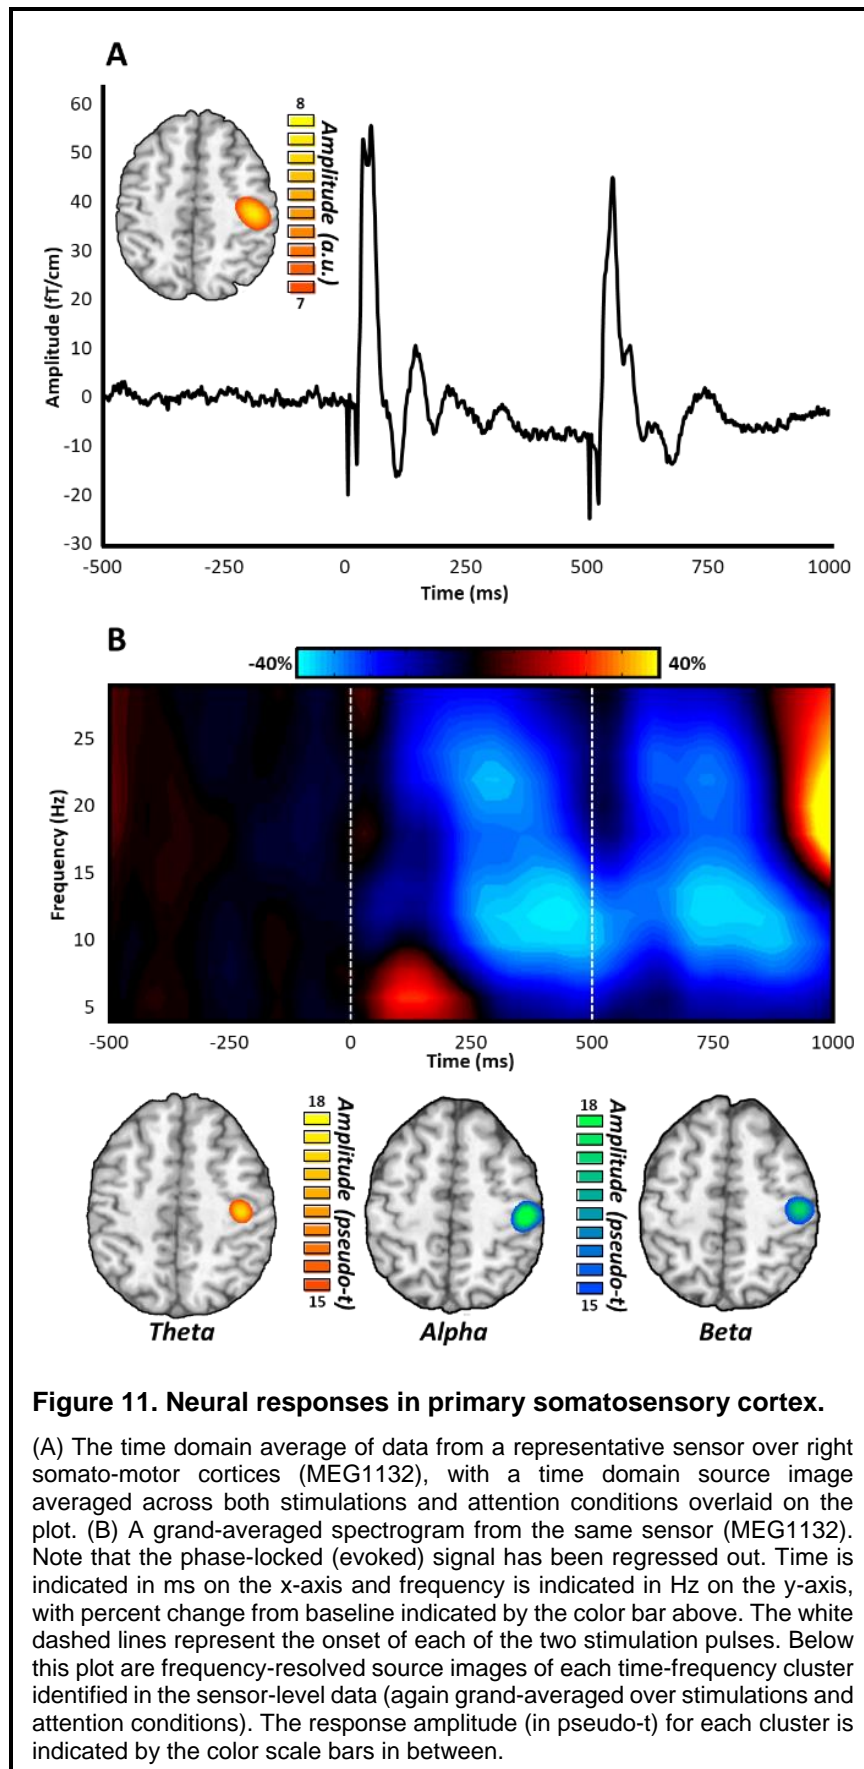 A
60
50
40
30
20
10
0
-10
-20
-30
Amplitude (fT/cm)
8
Amplitude (a.u.)
7
-500
-250
0
250
500
750
1000
Time (ms)
B
-40%
40%
25
20
15
10
5
Frequency (Hz)
-500
-250
0
250
500
750
1000
Time (ms)
18
Amplitude (pseudo-t)
15
18
Amplitude (pseudo-t)
15
Theta
Alpha
Beta
Figure 11. Neural responses in primary somatosensory cortex.
(A) The time domain average of data from a representative sensor over right
somato-motor cortices (MEG1132), with a time domain source image
averaged across both stimulations and attention conditions overlaid on the
plot. (B) A grand-averaged spectrogram from the same sensor (MEG1132).
Note that the phase-locked (evoked) signal has been regressed out. Time is
indicated in ms on the x-axis and frequency is indicated in Hz on the y-axis,
with percent change from baseline indicated by the color bar above. The white
dashed lines represent the onset of each of the two stimulation pulses. Below
this plot are frequency-resolved source images of each time-frequency cluster
identified in the sensor-level data (again grand-averaged over stimulations and
attention conditions). The response amplitude (in pseudo-t) for each cluster is
indicated by the color scale bars in between.